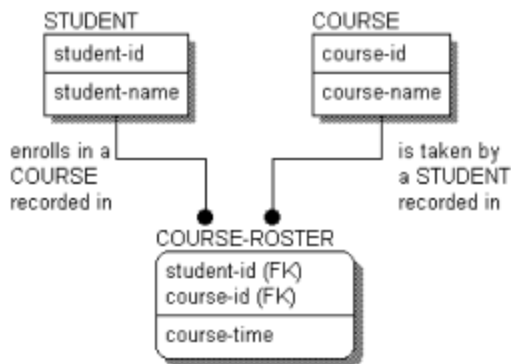 STUDENT
student-id
student-name
COURSE
course-id
course-name
enrolls in a
COURSE
recorded in
is taken by
a STUDENT
recorded in
COURSE-ROSTER
student-id (FK)
course-id (FK)
course-time